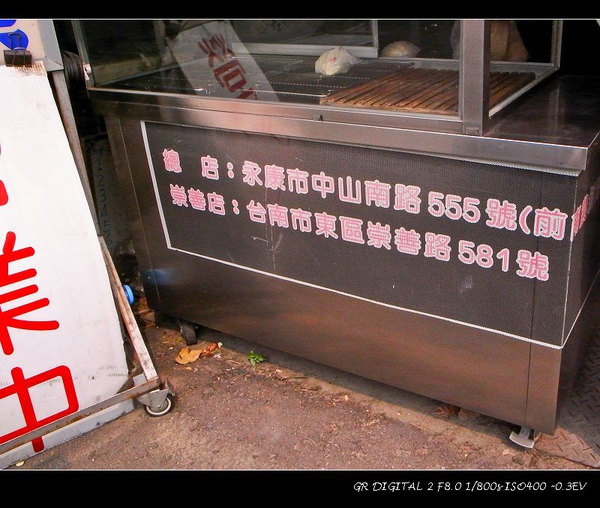 總　店：永康市中山南路555號(前
崇善店：台南市東區崇善路581號
業中
GR DIGITAL 2 F8.0 1/800s ISO400 -0.3EV